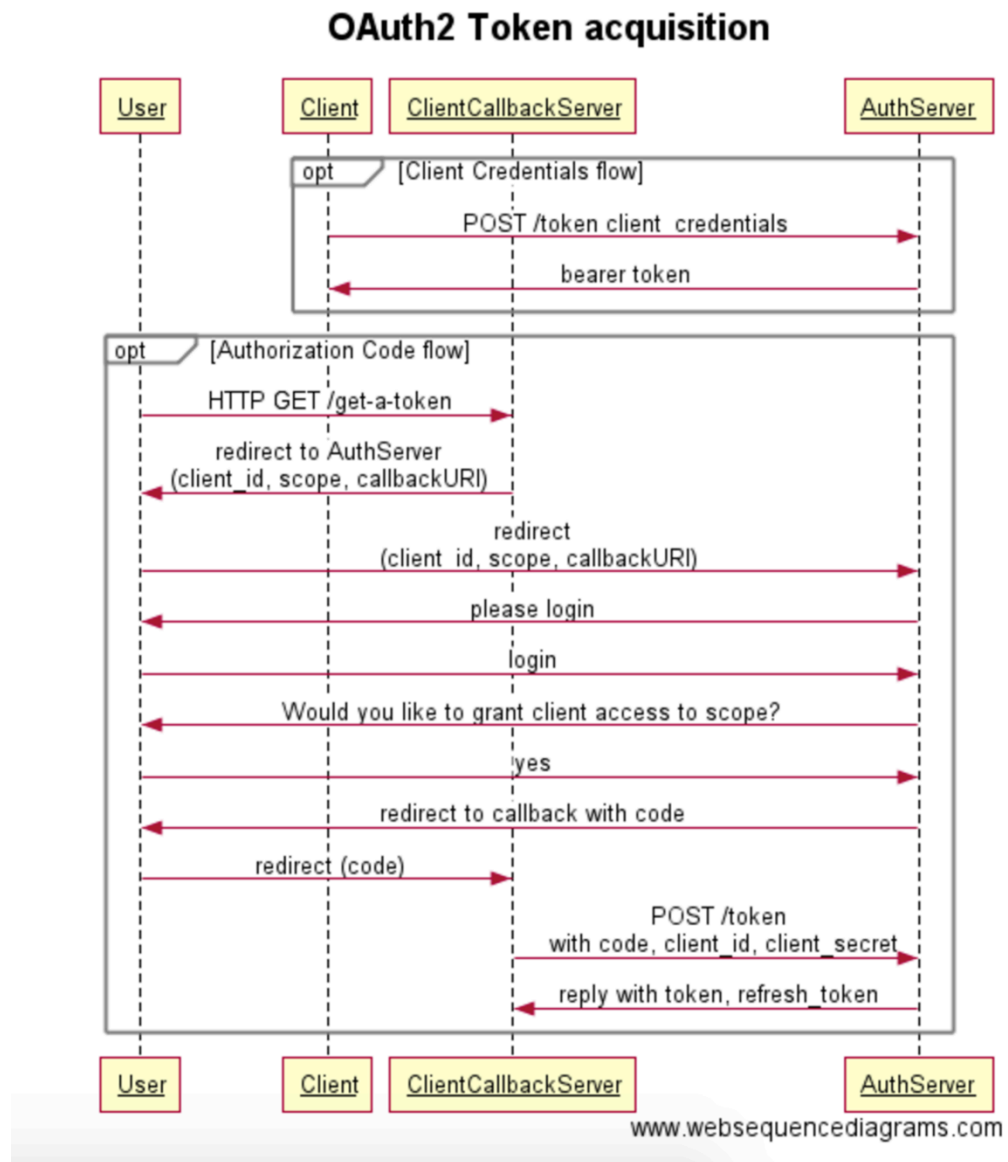 OAuth2 Token acquisition
User Client ClientCallbackServer AuthServer
opt [Client Credentials flow]
POST /token client_credentials
bearer token
opt [Authorization Code flow]
HTTP GET /get-a-token
redirect to AuthServer
(client_id, scope, callbackURI)
redirect
(client_id, scope, callbackURI)
please login
login
Would you like to grant client access to scope?
yes
redirect to callback with code
redirect (code)
POST /token
with code, client_id, client_secret
reply with token, refresh_token
User Client ClientCallbackServer AuthServer
www.websequencediagrams.com